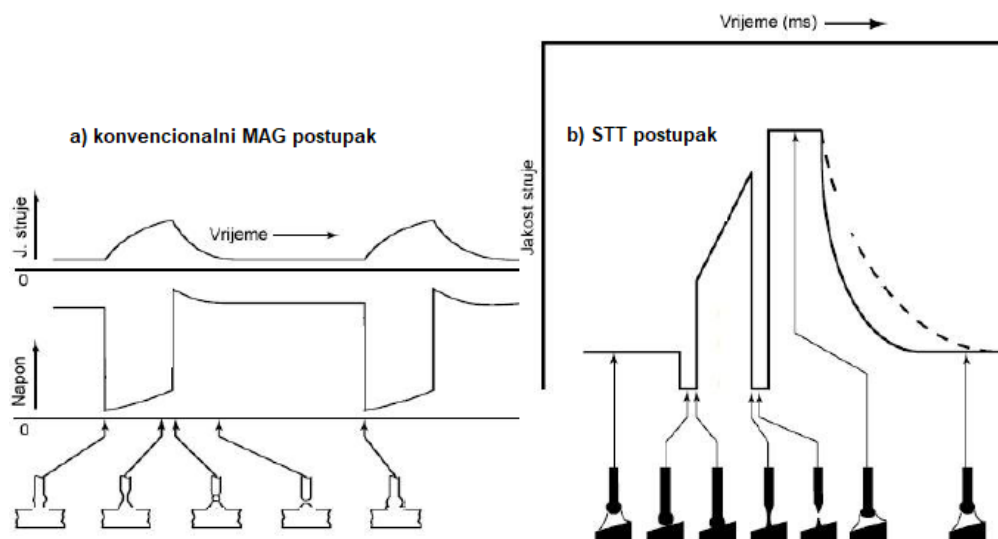 Vrijeme (ms)
a) konvencionalni MAG postupak
b) STT postupak
J. struje
Vrijeme
Jakost struje
0
Napon
0